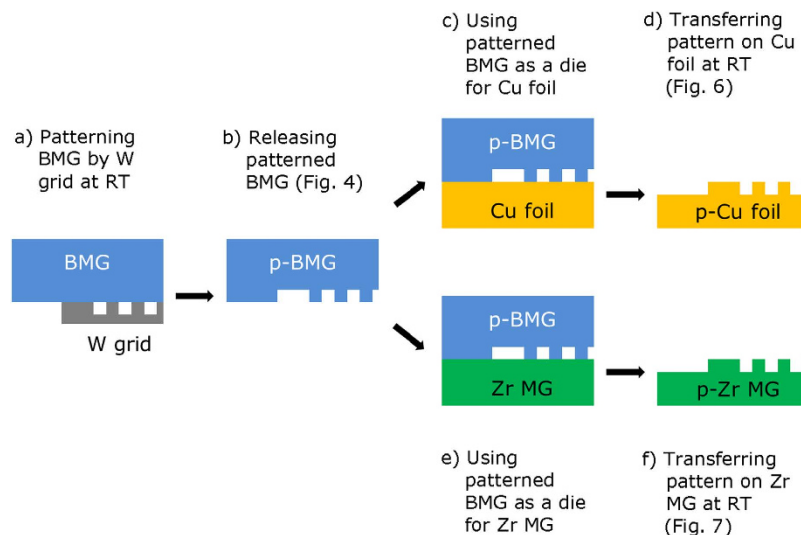 a) Patterning
BMG by W
grid at RT
BMG
W grid
b) Releasing
patterned
BMG (Fig. 4)
p-BMG
c) Using
patterned
BMG as a die
for Cu foil
p-BMG
Cu foil
d) Transferring
pattern on Cu
foil at RT
(Fig. 6)
p-Cu foil
p-BMG
Zr MG
e) Using
patterned
BMG as a die
for Zr MG
p-Zr MG
f) Transferring
pattern on Zr
MG at RT
(Fig. 7)